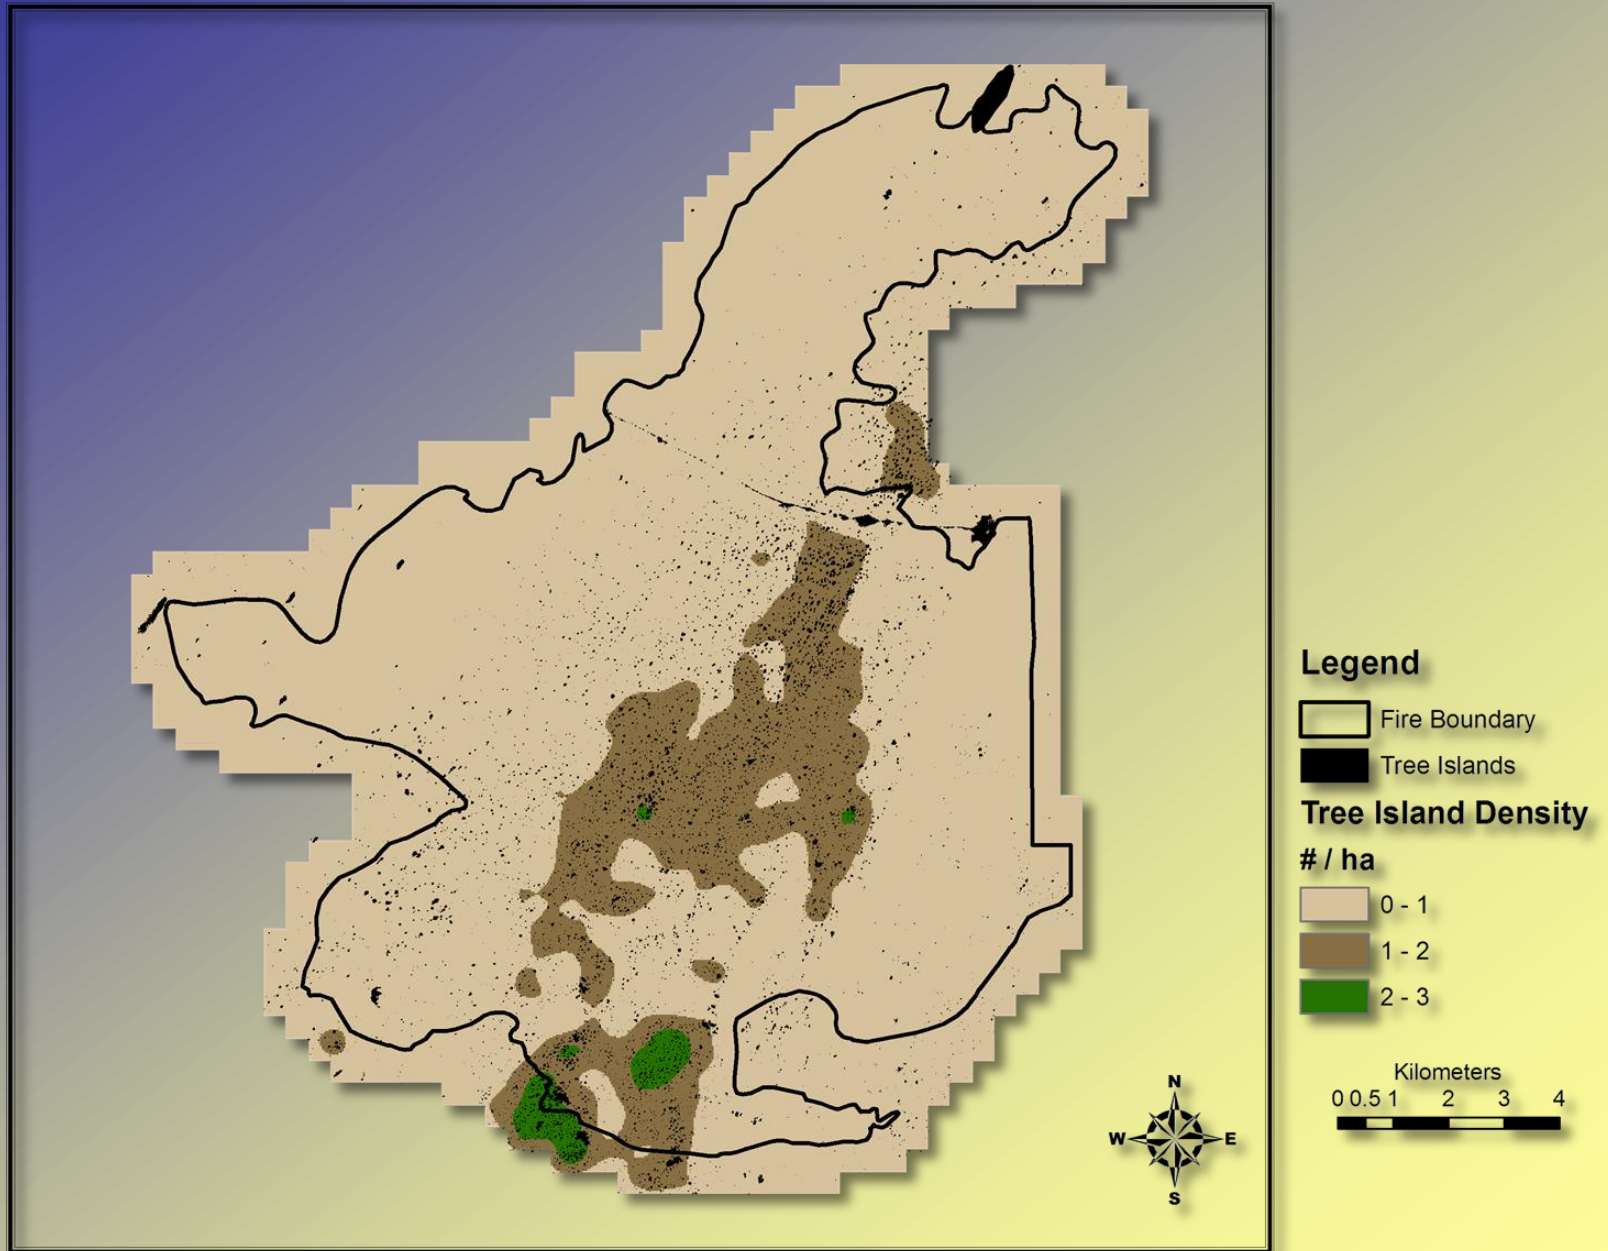 Legend
Fire Boundary
Tree Islands
Tree Island Density
# / ha
0 - 1
1 - 2
2 - 3
Kilometers
0 0.5 1 2 3 4
N
W E
S